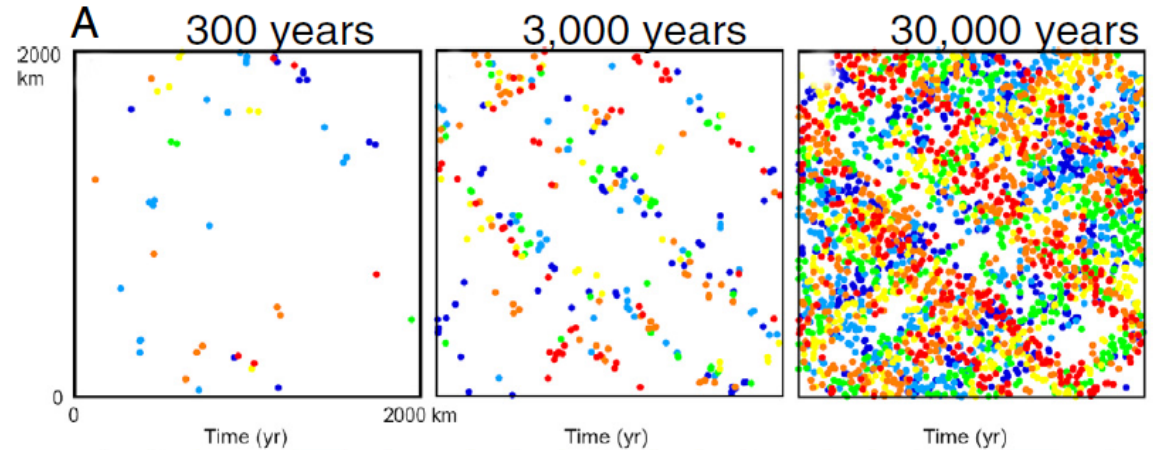 A
300 years
3,000 years
30,000 years
2000
km
0
0
2000 km
Time (yr)
Time (yr)
Time (yr)